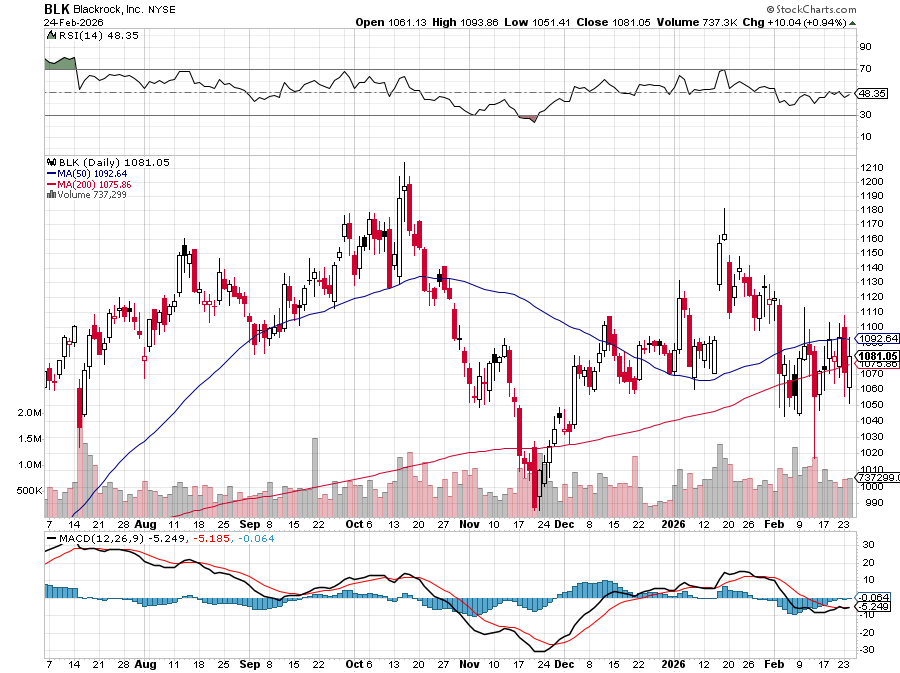 BLK Blackrock, Inc. NYSE
© StockCharts.com
24-Feb-2026
Open 1061.13 High 1093.86 Low 1051.41 Close 1081.05 Volume 737.3K Chg +10.04 (+0.94%)
RSI(14) 48.35
90
70
48.35
30
10
BLK (Daily) 1081.05
MA(50) 1092.64
MA(200) 1075.86
Volume 737,299
1210
1200
1190
1180
1170
1160
1150
1140
1130
1120
1110
1100
1092.64
1081.05
1075.86
1070
1060
1050
1040
1030
1020
1010
1000
990
2.0M
1.5M
1.0M
500K
737299.0
7 14 21 28 Aug 11 18 25 Sep 8 15 22 Oct 6 13 20 27 Nov 10 17 24 Dec 8 15 22 2026 12 20 26 Feb 9 17 23
MACD(12,26,9) -5.249, -5.185, -0.064
30
20
10
-0.064
-5.249
-10
-20
-30
7 14 21 28 Aug 11 18 25 Sep 8 15 22 Oct 6 13 20 27 Nov 10 17 24 Dec 8 15 22 2026 12 20 26 Feb 9 17 23